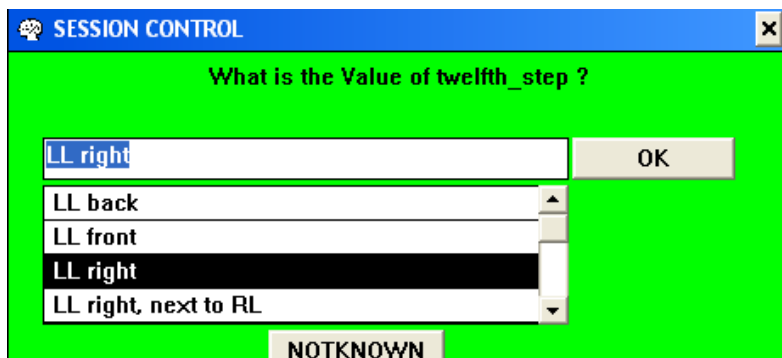 SESSION CONTROL
What is the Value of twelfth_step ?
LL right
OK
LL back
LL front
LL right
LL right, next to RL
NOTKNOWN